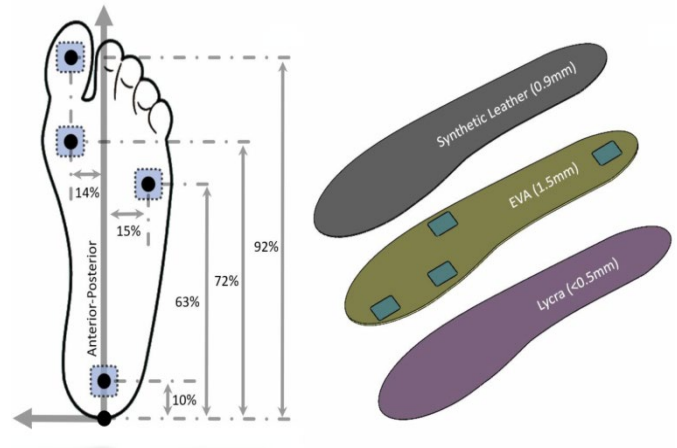 92%
72%
63%
14%
15%
10%
Anterior-Posterior
Synthetic Leather (0.9mm)
EVA (1.5mm)
Lycra (<0.5mm)